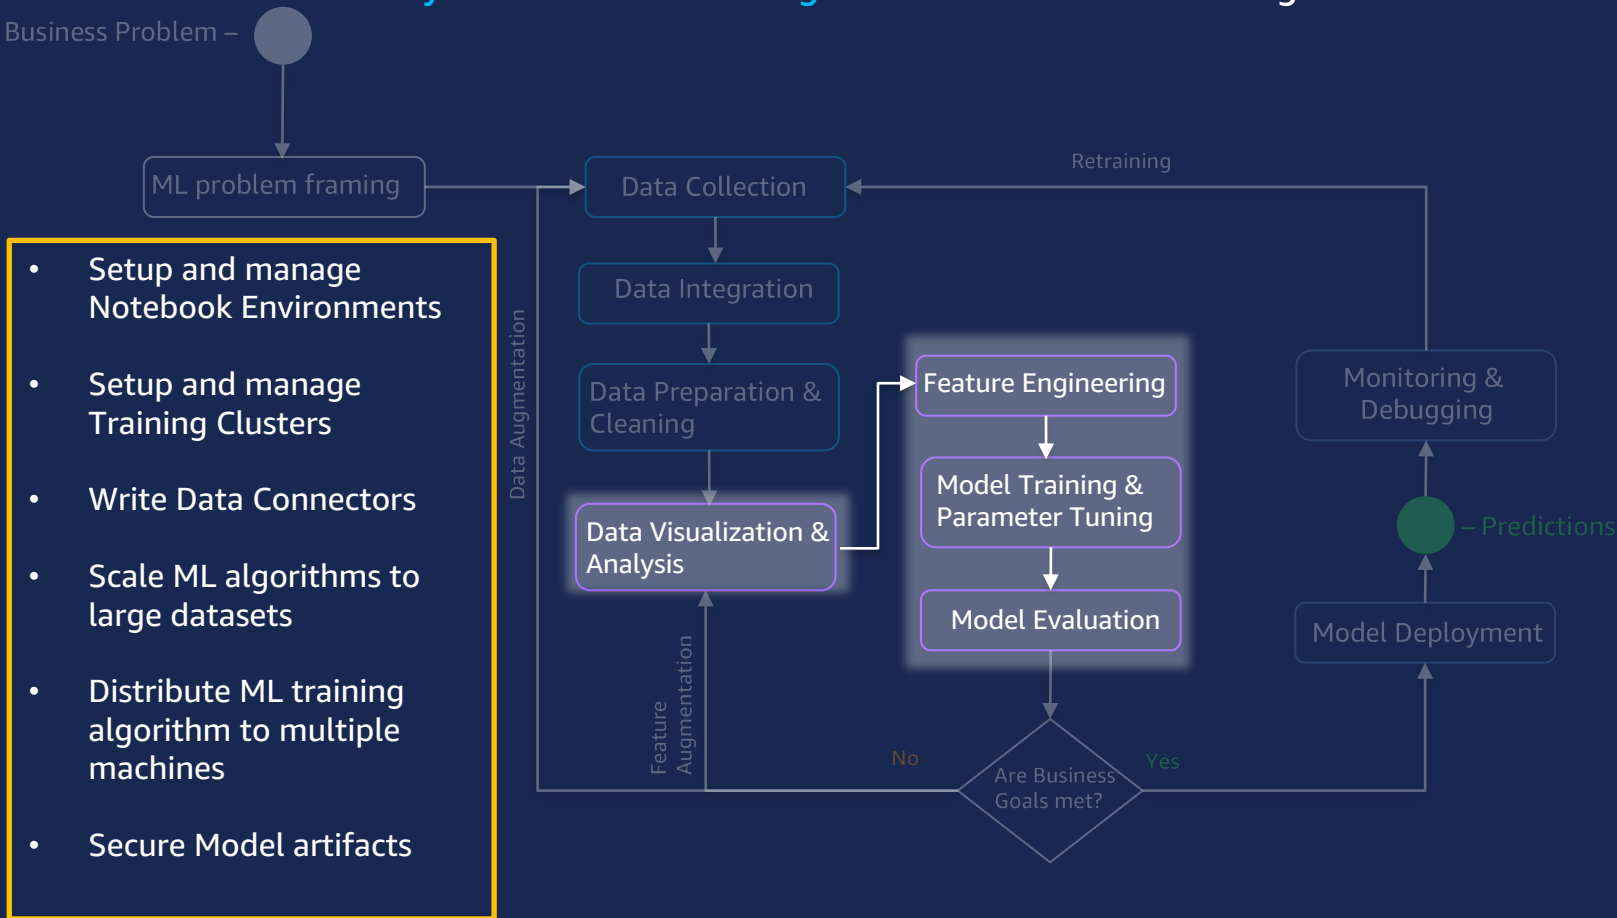 Business Problem –
ML problem framing
Data Collection
Retraining
• Setup and manage
Notebook Environments
• Setup and manage
Training Clusters
• Write Data Connectors
• Scale ML algorithms to
large datasets
• Distribute ML training
algorithm to multiple
machines
• Secure Model artifacts
Data Augmentation
Data Integration
Data Preparation &
Cleaning
Data Visualization &
Analysis
Feature
Augmentation
Feature Engineering
Model Training &
Parameter Tuning
Model Evaluation
Are Business
Goals met?
No
Yes
Monitoring &
Debugging
– Predictions
Model Deployment